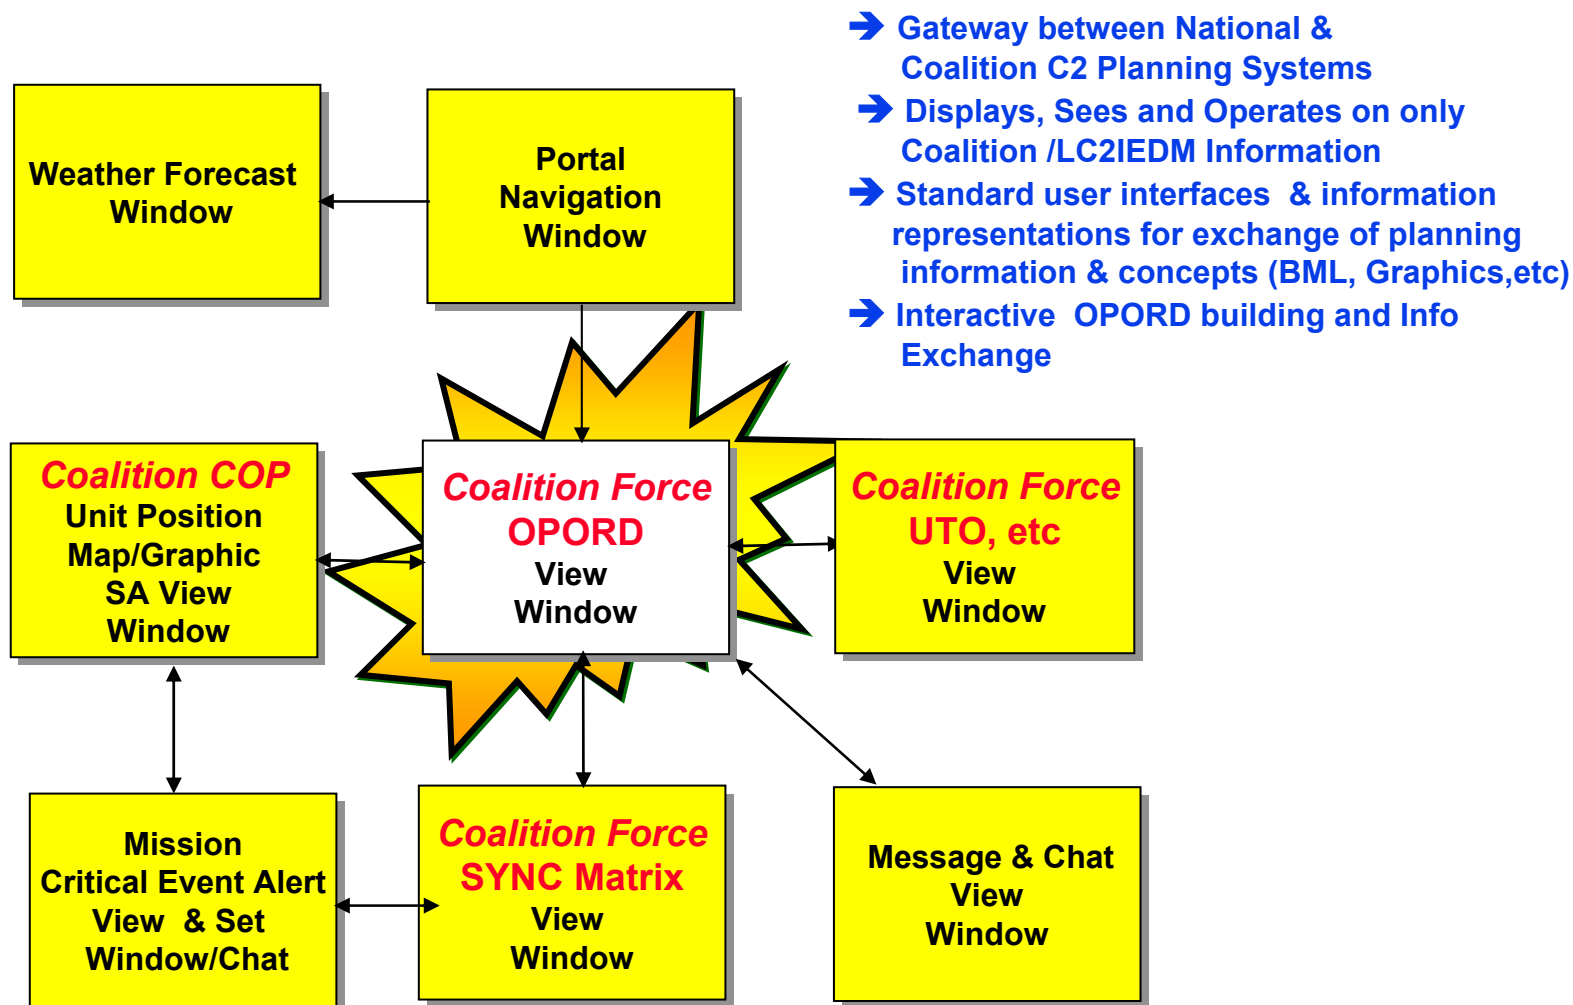 ➔ Gateway between National &
Coalition C2 Planning Systems
➔ Displays, Sees and Operates on only
Coalition /LC2IEDM Information
➔ Standard user interfaces & information
representations for exchange of planning
information & concepts (BML, Graphics,etc)
➔ Interactive OPORD building and Info
Exchange
Weather Forecast
Window
Portal
Navigation
Window
Coalition COP
Unit Position
Map/Graphic
SA View
Window
Coalition Force
OPORD
View
Window
Coalition Force
UTO, etc
View
Window
Mission
Critical Event Alert
View & Set
Window/Chat
Coalition Force
SYNC Matrix
View
Window
Message & Chat
View
Window